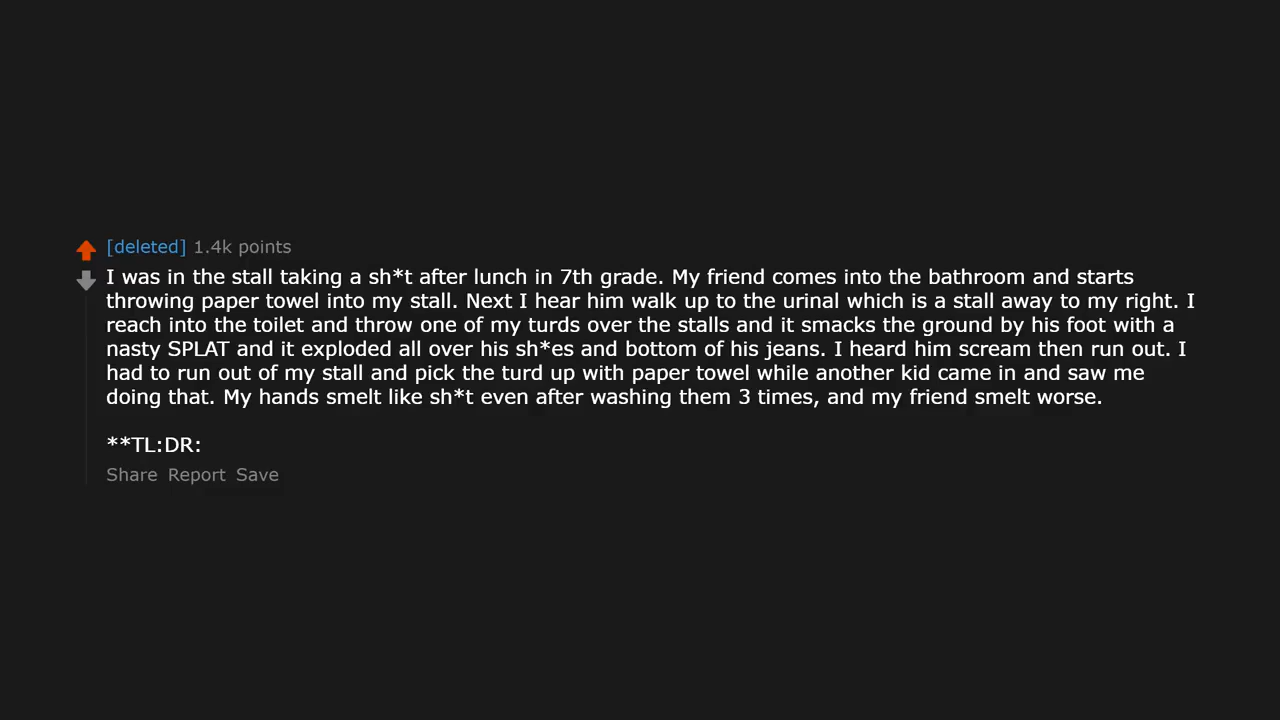 [deleted] 1.4k points
I was in the stall taking a sh*t after lunch in 7th grade. My friend comes into the bathroom and starts
throwing paper towel into my stall. Next I hear him walk up to the urinal which is a stall away to my right. I
reach into the toilet and throw one of my turds over the stalls and it smacks the ground by his foot with a
nasty SPLAT and it exploded all over his sh*es and bottom of his jeans. I heard him scream then run out. I
had to run out of my stall and pick the turd up with paper towel while another kid came in and saw me
doing that. My hands smelt like sh*t even after washing them 3 times, and my friend smelt worse.
**TL:DR:
Share Report Save